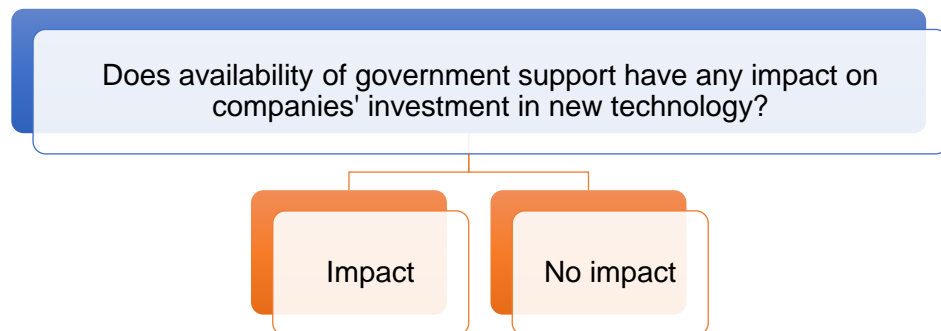 Does availability of government support have any impact on
companies' investment in new technology?
Impact
No impact